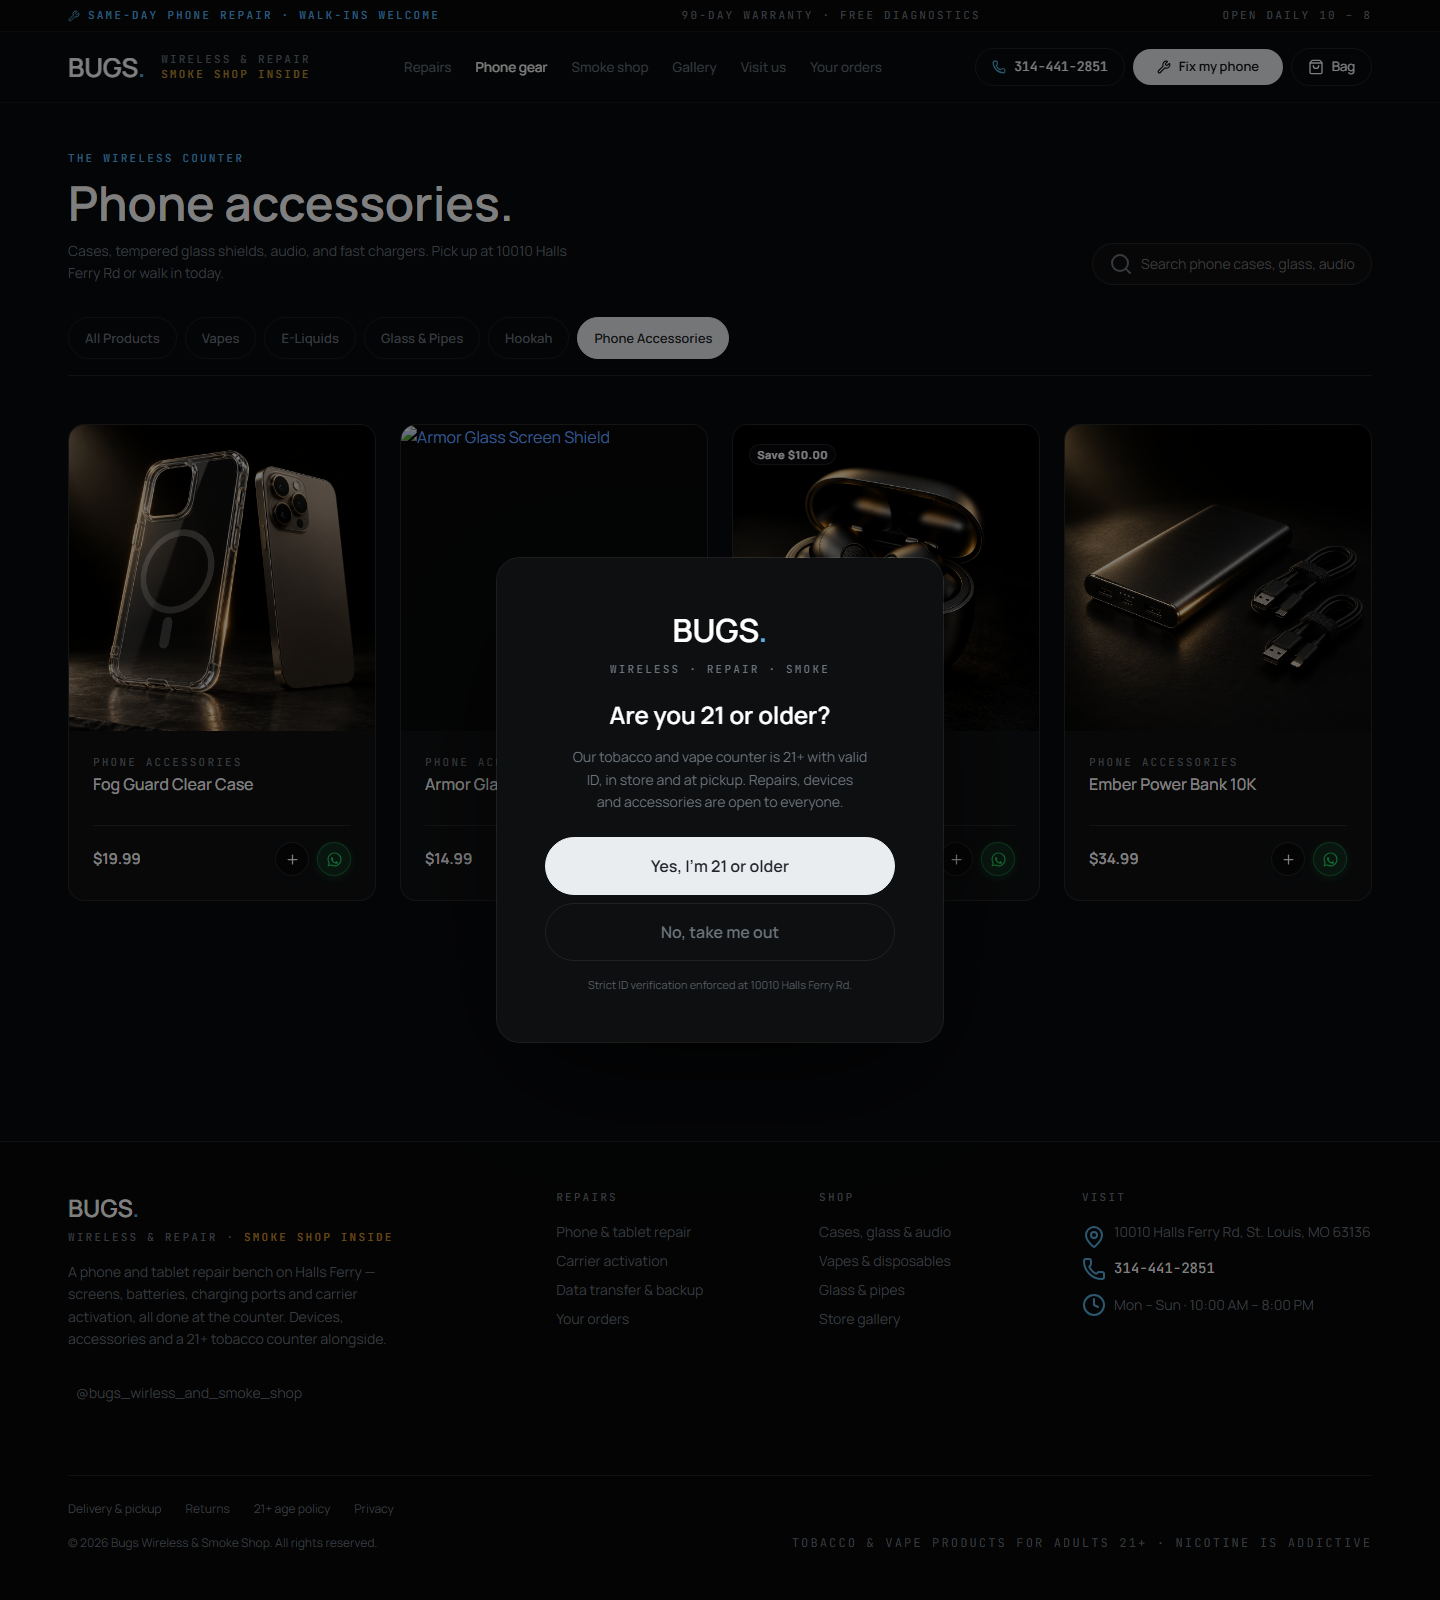 SAME-DAY PHONE REPAIR · WALK-INS WELCOME
90-DAY WARRANTY · FREE DIAGNOSTICS
OPEN DAILY 10 – 8
BUGS.
WIRELESS & REPAIR
SMOKE SHOP INSIDE
Repairs
Phone gear
Smoke shop
Gallery
Visit us
Your orders
314-441-2851
Fix my phone
Bag
THE WIRELESS COUNTER
Phone accessories.
Cases, tempered glass shields, audio, and fast chargers. Pick up at 10010 Halls
Ferry Rd or walk in today.
Search phone cases, glass, audio
All Products
Vapes
E-Liquids
Glass & Pipes
Hookah
Phone Accessories
Armor Glass Screen Shield
Save $10.00
PHONE ACCESSORIES
Fog Guard Clear Case
$19.99
PHONE ACC
Armor Gla
$14.99
PHONE ACCESSORIES
Ember Power Bank 10K
$34.99
BUGS.
WIRELESS · REPAIR · SMOKE
Are you 21 or older?
Our tobacco and vape counter is 21+ with valid
ID, in store and at pickup. Repairs, devices
and accessories are open to everyone.
Yes, I'm 21 or older
No, take me out
Strict ID verification enforced at 10010 Halls Ferry Rd.
BUGS.
WIRELESS & REPAIR · SMOKE SHOP INSIDE
A phone and tablet repair bench on Halls Ferry —
screens, batteries, charging ports and carrier
activation, all done at the counter. Devices,
accessories and a 21+ tobacco counter alongside.
@bugs_wirless_and_smoke_shop
REPAIRS
Phone & tablet repair
Carrier activation
Data transfer & backup
Your orders
SHOP
Cases, glass & audio
Vapes & disposables
Glass & pipes
Store gallery
VISIT
10010 Halls Ferry Rd, St. Louis, MO 63136
314-441-2851
Mon – Sun · 10:00 AM – 8:00 PM
Delivery & pickup
Returns
21+ age policy
Privacy
© 2026 Bugs Wireless & Smoke Shop. All rights reserved.
TOBACCO & VAPE PRODUCTS FOR ADULTS 21+ · NICOTINE IS ADDICTIVE